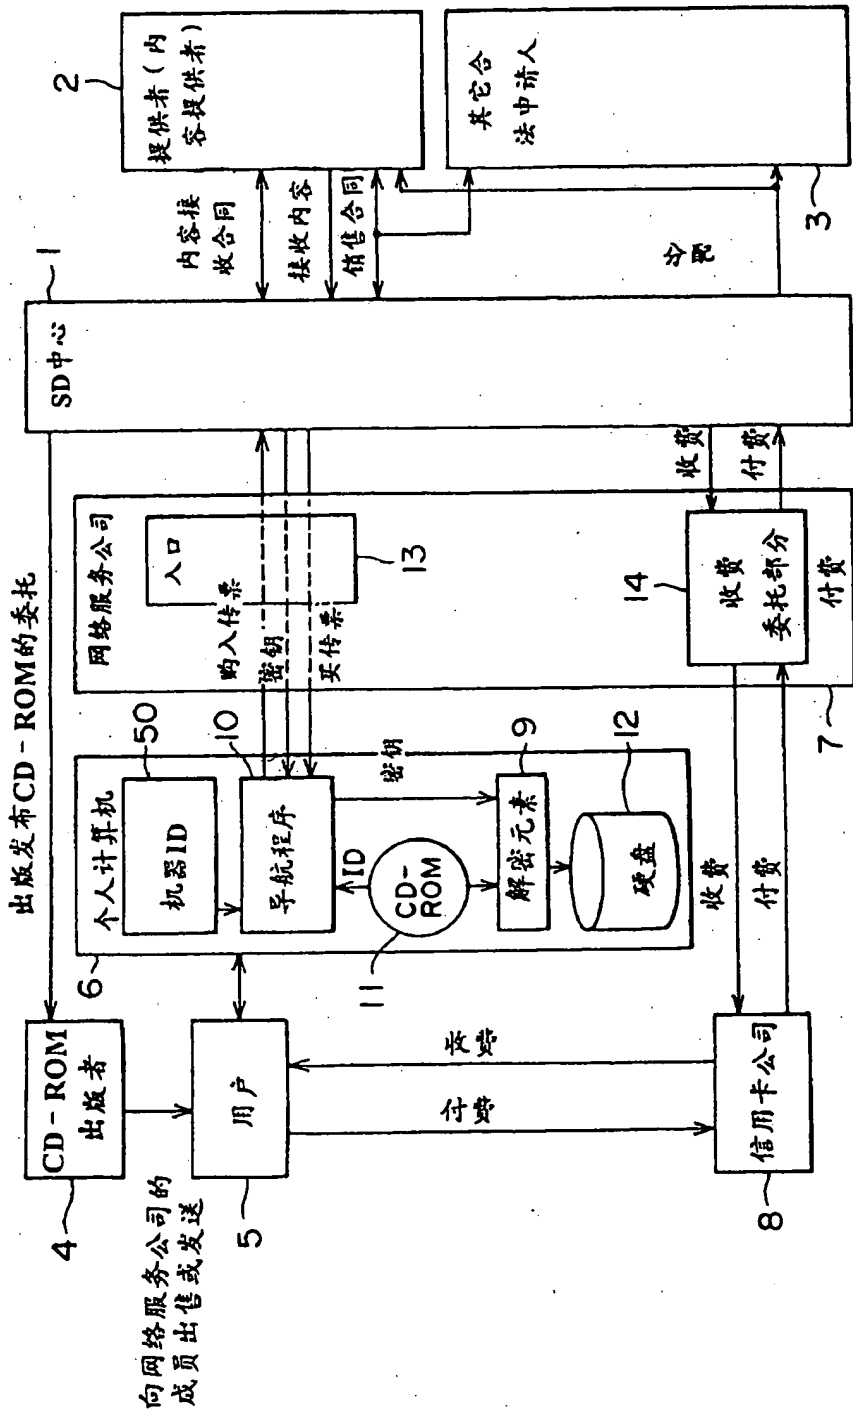 出版发布CD-ROM的委托
4
CD-ROM
出版者
向网络服务公司的
成员出售或发送
5
用户
收费
付费
8
信用卡公司
6
个人计算机
50
机器ID
10
导航程序
ID
11
CD-
ROM
密钥
9
解密元素
12
硬盘
收费
付费
7
网络服务公司
入口
13
购入传票
密钥
买传票
14
收费
委托部分
付费
收费
付费
1
SD中心
内容接
收合同
接收内容
销售合同
分配
2
提供者(内
容提供者)
3
其它合
法申请人